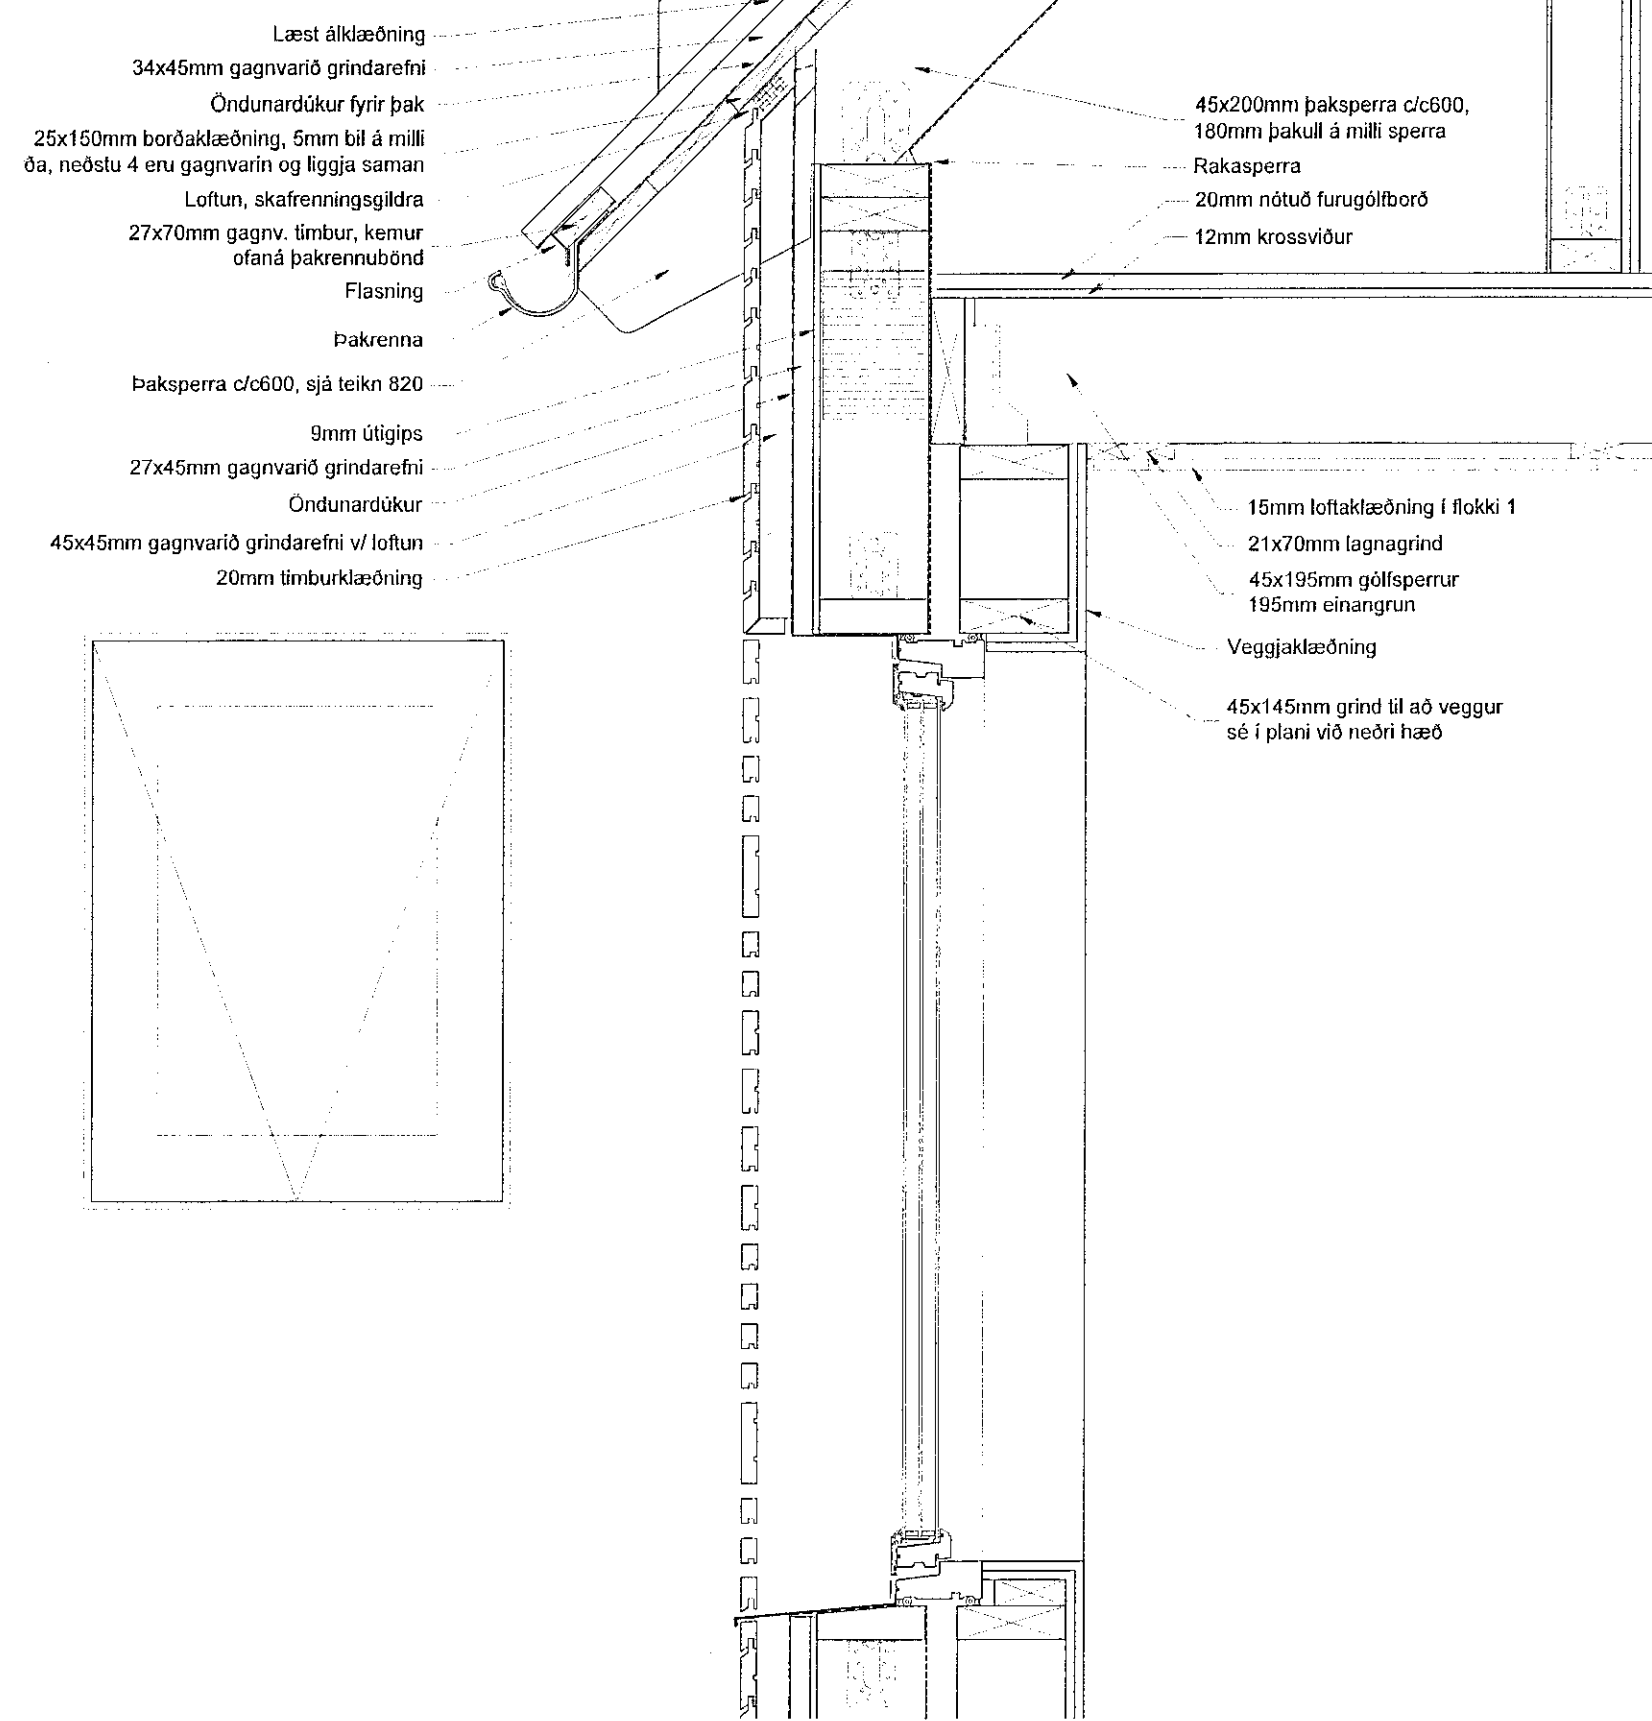 Læst álklæðning
34x45mm gagnvarið grindarefni
Öndunardúkur fyrir þak
25x150mm borðaklæðning, 5mm bil á milli
ða, neðstu 4 eru gagnvarin og liggja saman
Loftun, skafrenningsgildra
27x70mm gagnv. timbur, kemur
ofaná þakrennubönd
Flasning
Þakrenna
Þaksperra c/c600, sjá teikn 820
9mm útigips
27x45mm gagnvarið grindarefni
Öndunardúkur
45x45mm gagnvarið grindarefni v/ loftun
20mm timburklæðning
45x200mm þaksperra c/c600,
180mm þakull á milli sperra
Rakasperra
20mm nótuð furugólfborð
12mm krossviður
15mm loftaklæðning í flokki 1
21x70mm lagnagrind
45x195mm gólfsperrur
195mm einangrun
Veggjaklæðning
45x145mm grind til að veggur
sé í plani við neðri hæð